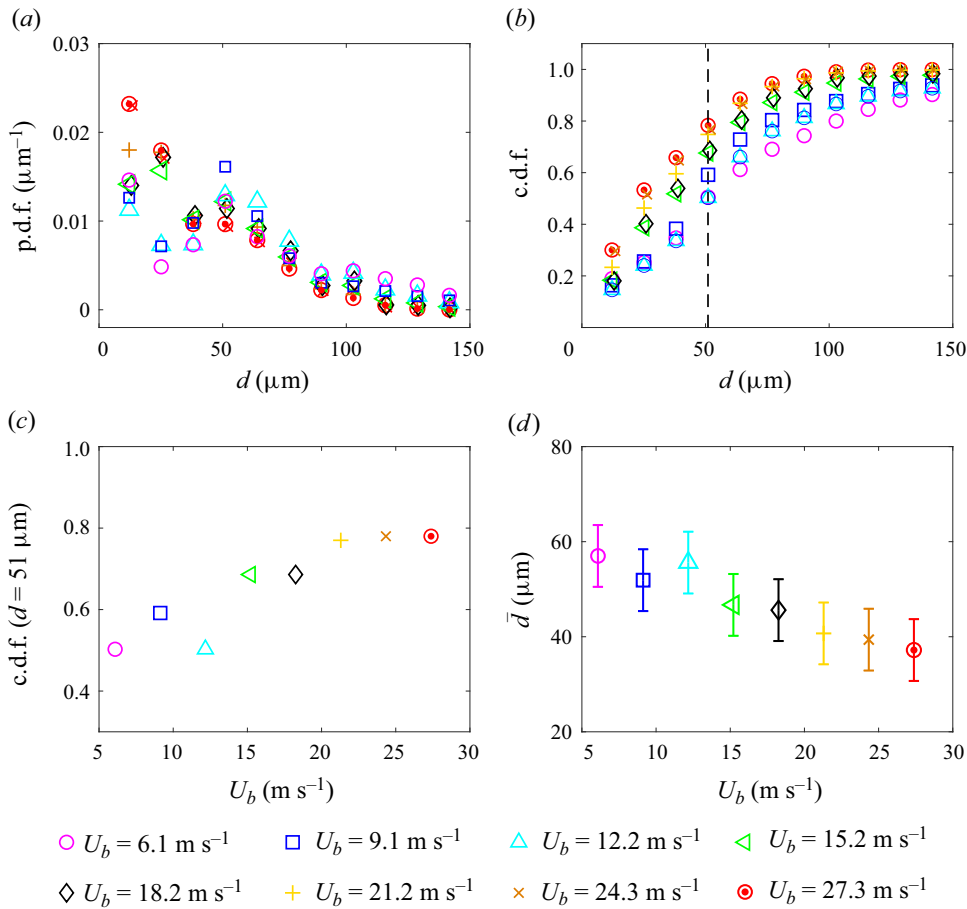 (a)
p.d.f. (μm⁻¹)
0.03
0.02
0.01
0
0 50 100 150
d (μm)
(b)
c.d.f.
1.0
0.8
0.6
0.4
0.2
0 50 100 150
d (μm)
(c)
c.d.f. (d = 51 μm)
1.0
0.8
0.6
0.4
5 10 15 20 25 30
U_b (m s⁻¹)
(d)
d̄ (μm)
80
60
40
20
5 10 15 20 25 30
U_b (m s⁻¹)
U_b = 6.1 m s⁻¹ U_b = 9.1 m s⁻¹ U_b = 12.2 m s⁻¹ U_b = 15.2 m s⁻¹
U_b = 18.2 m s⁻¹ U_b = 21.2 m s⁻¹ U_b = 24.3 m s⁻¹ U_b = 27.3 m s⁻¹